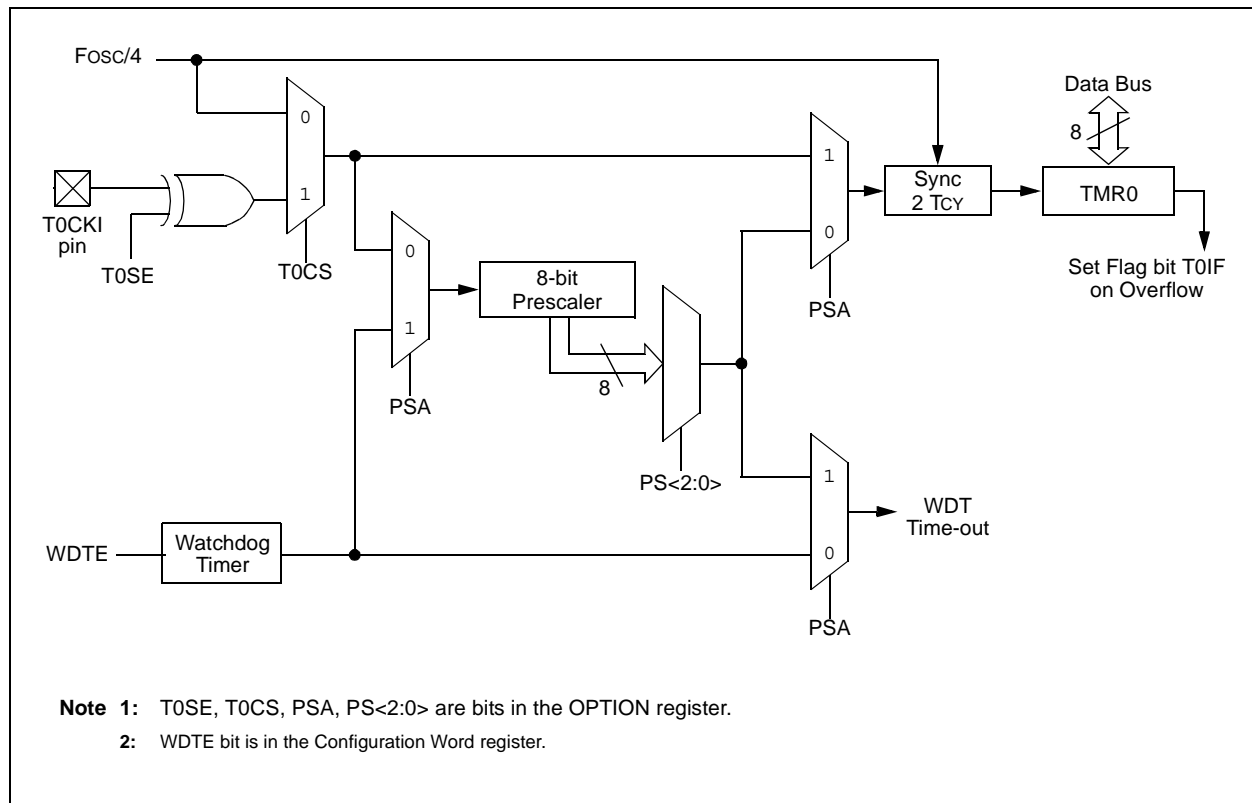 FOSC/4
Data Bus
0
8
1
Sync
2 TCY
TMR0
1
T0CKI
pin
T0SE
T0CS
0
8-bit
Prescaler
0
Set Flag bit T0IF
on Overflow
PSA
1
8
PSA
PS<2:0>
1
WDT
Time-out
WDTE
Watchdog
Timer
0
PSA
Note 1: T0SE, T0CS, PSA, PS<2:0> are bits in the OPTION register.
2: WDTE bit is in the Configuration Word register.